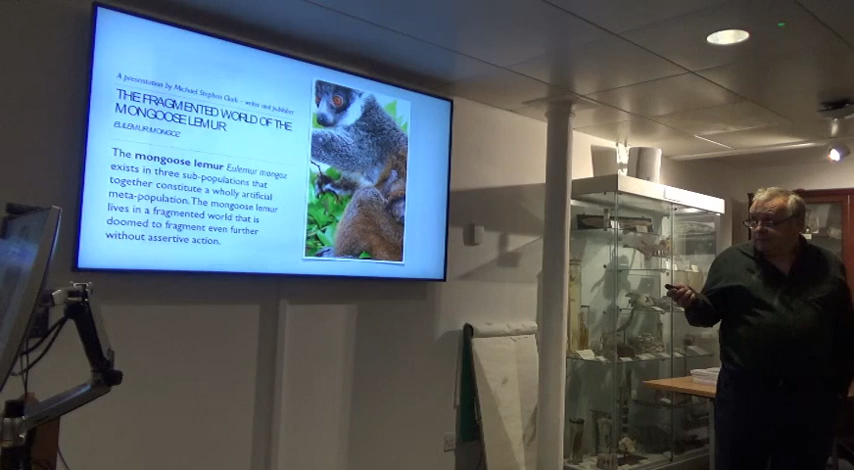 A presentation by Michael Stephen Clark – writer and publisher
THE FRAGMENTED WORLD OF THE
MONGOOSE LEMUR
EULEMUR MONGOZ
The mongoose lemur Eulemur mongoz
exists in three sub-populations that
together constitute a wholly artificial
meta-population. The mongoose lemur
lives in a fragmented world that is
doomed to fragment even further
without assertive action.